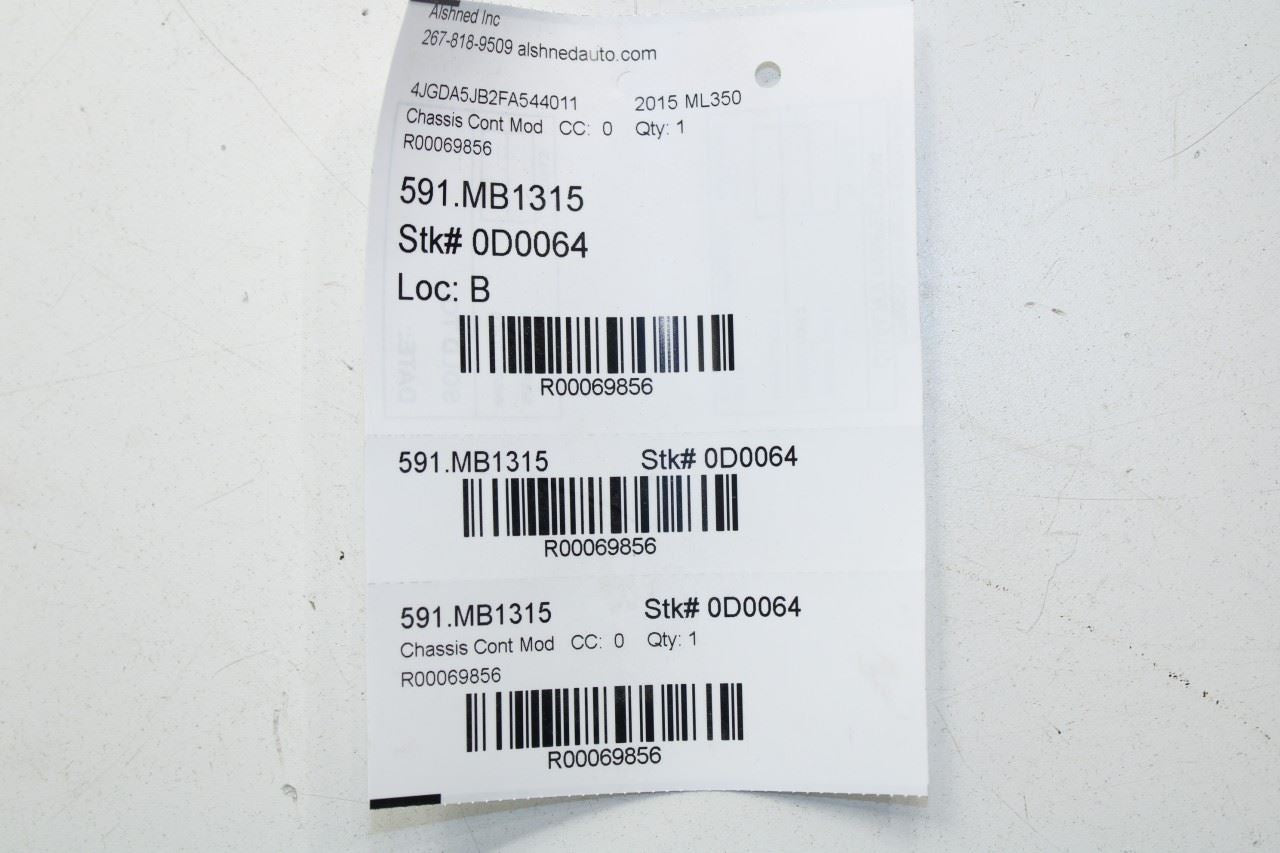 Alshned Inc
267-818-9509 alshnedauto.com
4JGDA5JB2FA544011 2015 ML350
Chassis Cont Mod CC: 0 Qty: 1
R00069856
591.MB1315
Stk# 0D0064
Loc: B
R00069856
591.MB1315 Stk# 0D0064
R00069856
591.MB1315 Stk# 0D0064
Chassis Cont Mod CC: 0 Qty: 1
R00069856
R00069856